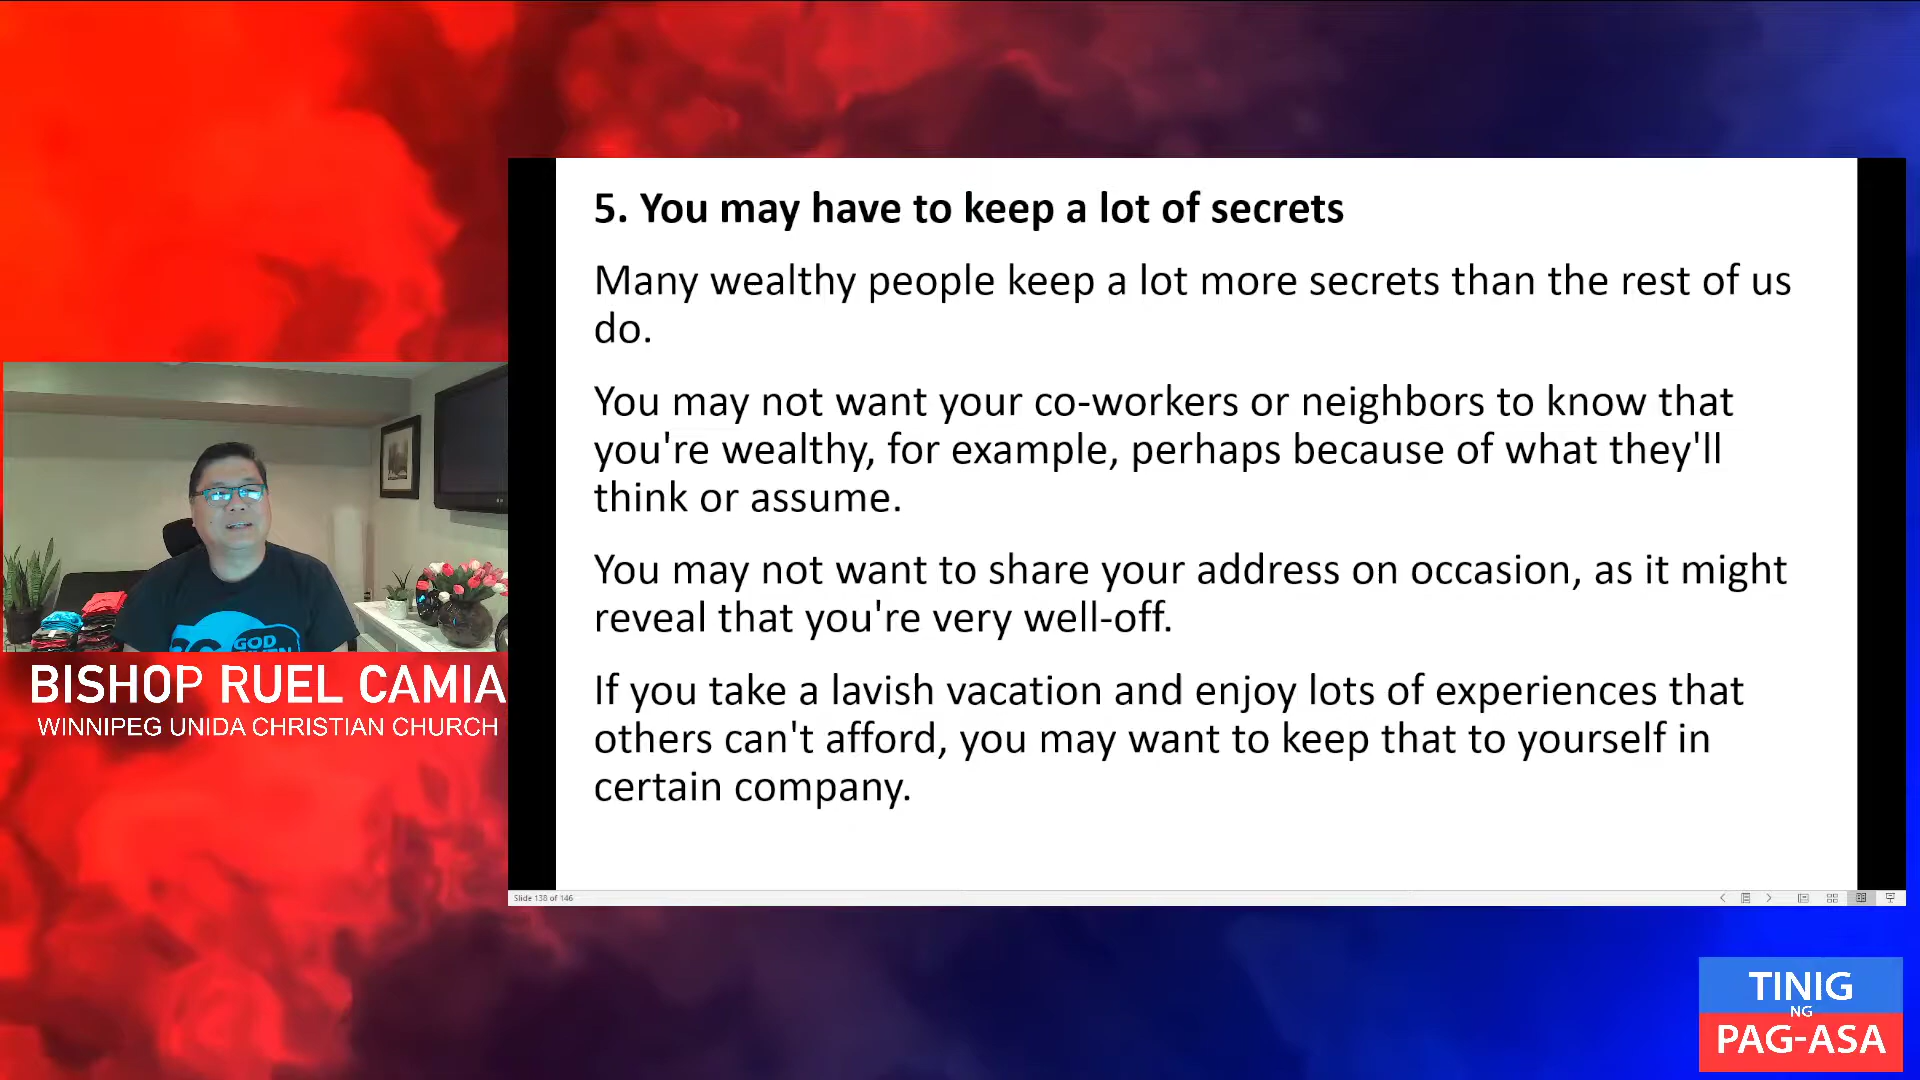 5. You may have to keep a lot of secrets
Many wealthy people keep a lot more secrets than the rest of us
do.
You may not want your co-workers or neighbors to know that
you're wealthy, for example, perhaps because of what they'll
think or assume.
You may not want to share your address on occasion, as it might
reveal that you're very well-off.
If you take a lavish vacation and enjoy lots of experiences that
others can't afford, you may want to keep that to yourself in
certain company.
Slide 138 of 146
GOD
BISHOP RUEL CAMIA
WINNIPEG UNIDA CHRISTIAN CHURCH
TINIG
NG
PAG-ASA